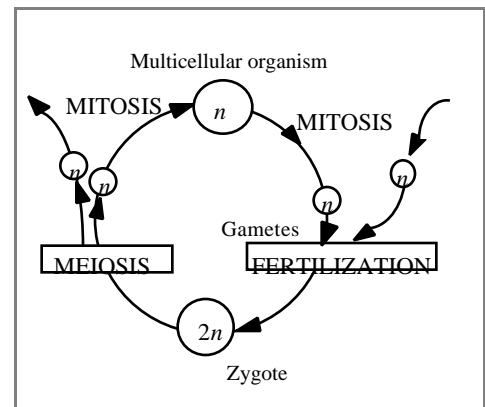 Multicellular organism
MITOSIS
n
MITOSIS
n
n
n
n
Gametes
MEIOSIS
FERTILIZATION
2n
Zygote